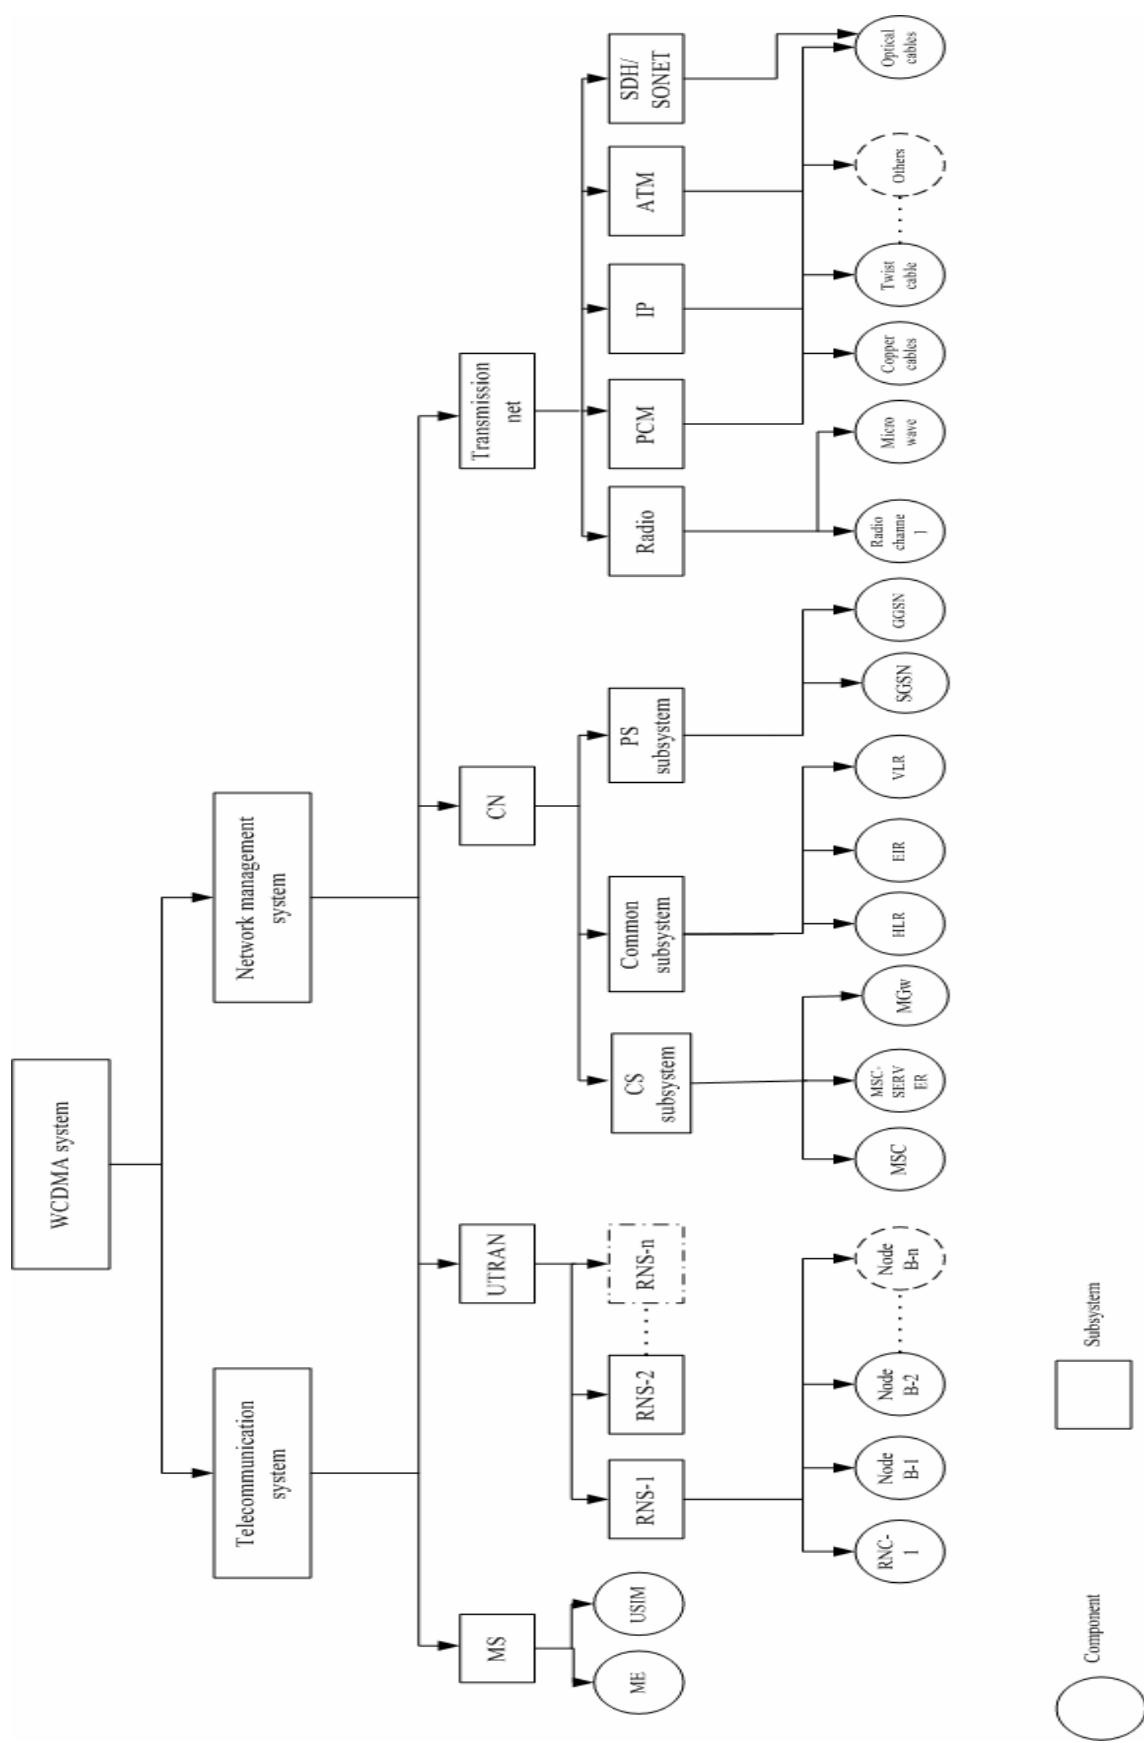 WCDMA system
Telecommunication
system
Network management
system
MS
UTRAN
CN
Transmission
net
ME
USIM
RNS-1
RNS-2
RNS-n
CS
subsystem
Common
subsystem
PS
subsystem
Radio
PCM
IP
ATM
SDH/
SONET
RNC-
1
Node
B-1
Node
B-2
Node
B-n
MSC
MSC-
SERV
ER
MGw
HLR
EIR
VLR
SGSN
GGSN
Radio
channe
l
Micro
wave
Copper
cables
Twist
cable
Others
Optical
cables
Component
Subsystem